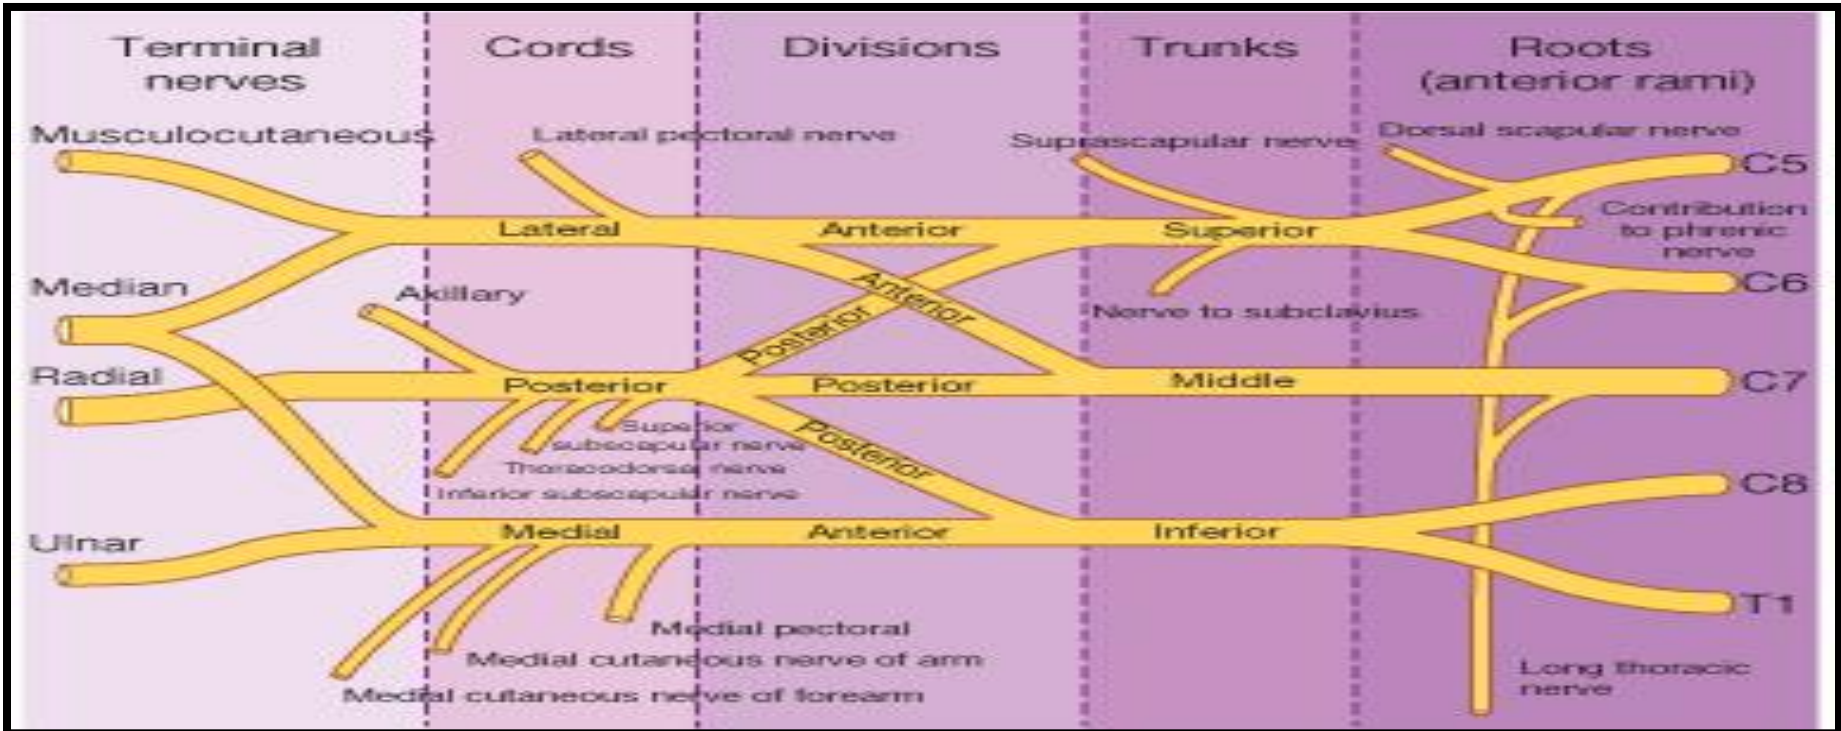 Terminal
nerves
Cords
Divisions
Trunks
Roots
(anterior rami)
Musculocutaneous
Lateral pectoral nerve
Suprascapular nerve
Dorsal scapular nerve
C5
Contribution
to phrenic
nerve
Lateral
Anterior
Superior
Median
Axillary
Anterior
Posterior
Nerve to subclavius
C6
Radial
Posterior
Posterior
Middle
C7
Superior
subscapular nerve
Thoracodorsal nerve
Inferior subscapular nerve
Posterior
C8
Ulnar
Medial
Anterior
Inferior
T1
Medial pectoral
Medial cutaneous nerve of arm
Medial cutaneous nerve of forearm
Long thoracic
nerve